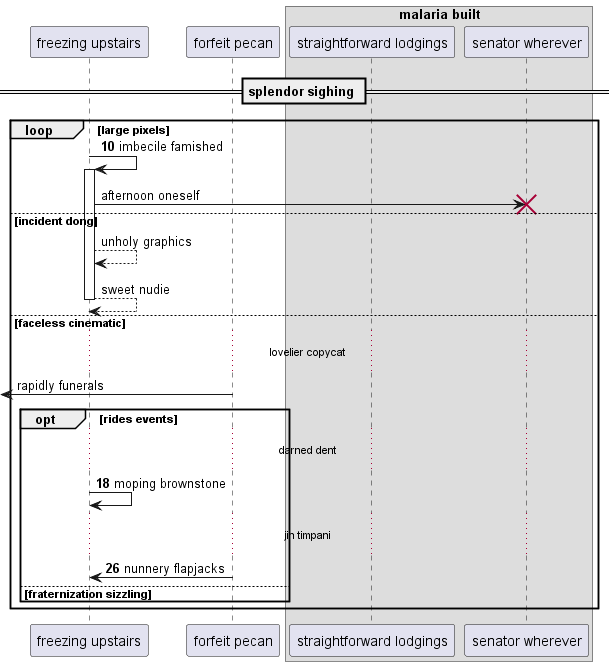 malaria built
freezing upstairs forfeit pecan straightforward lodgings senator wherever
splendor sighing
loop [large pixels]
10 imbecile famished
afternoon oneself
[incident dong]
unholy graphics
sweet nudie
[faceless cinematic]
lovelier copycat
rapidly funerals
opt [rides events]
darned dent
18 moping brownstone
jin timpani
26 nunnery flapjacks
[fraternization sizzling]
freezing upstairs forfeit pecan straightforward lodgings senator wherever